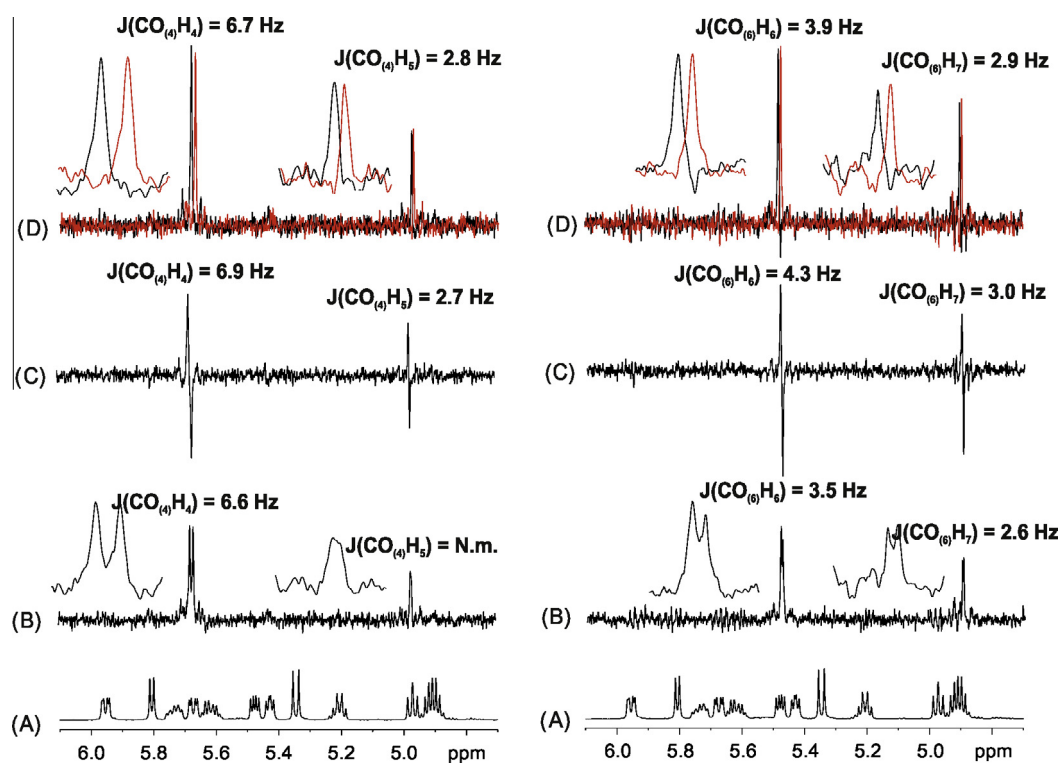 J(CO(4)H4) = 6.7 Hz
J(CO(4)H5) = 2.8 Hz
(D)
J(CO(4)H4) = 6.9 Hz
J(CO(4)H5) = 2.7 Hz
(C)
J(CO(4)H4) = 6.6 Hz
J(CO(4)H5) = N.m.
(B)
(A)
6.0 5.8 5.6 5.4 5.2 5.0 ppm
J(CO(6)H6) = 3.9 Hz
J(CO(6)H7) = 2.9 Hz
(D)
J(CO(6)H6) = 4.3 Hz
J(CO(6)H7) = 3.0 Hz
(C)
J(CO(6)H6) = 3.5 Hz
J(CO(6)H7) = 2.6 Hz
(B)
(A)
6.0 5.8 5.6 5.4 5.2 5.0 ppm